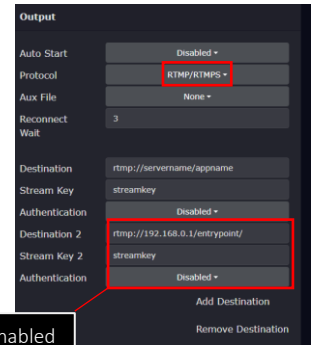 Output
Auto Start Disabled
Protocol RTMP/RTMPS
Aux File None
Reconnect Wait 3
Destination rtmp://servername/appname
Stream Key streamkey
Authentication Disabled
Destination 2 rtmp://192.168.0.1/entrypoint/
Stream Key 2 streamkey
Authentication Disabled
Add Destination
Remove Destination